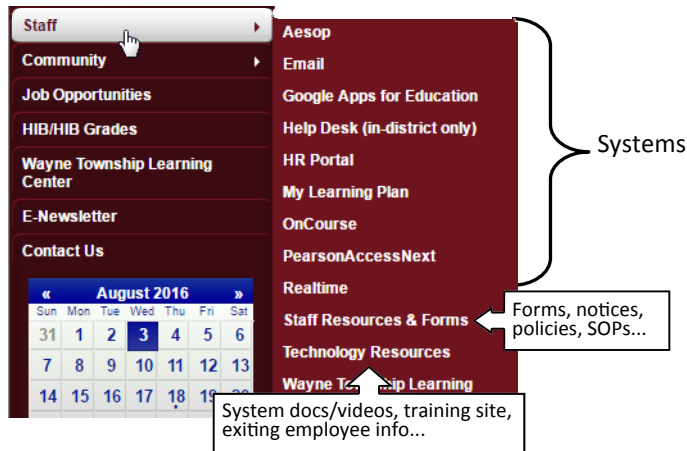 Staff
Community
Job Opportunities
HIB/HIB Grades
Wayne Township Learning
Center
E-Newsletter
Contact Us
« August 2016 »
Sun Mon Tue Wed Thu Fri Sat
31 1 2 3 4 5 6
7 8 9 10 11 12 13
14 15 16 17 18 19 20
Aesop
Email
Google Apps for Education
Help Desk (in-district only)
HR Portal
My Learning Plan
OnCourse
PearsonAccessNext
Realtime
Staff Resources & Forms
Technology Resources
Wayne Township Learning
Systems
Forms, notices,
policies, SOPs...
System docs/videos, training site,
exiting employee info...